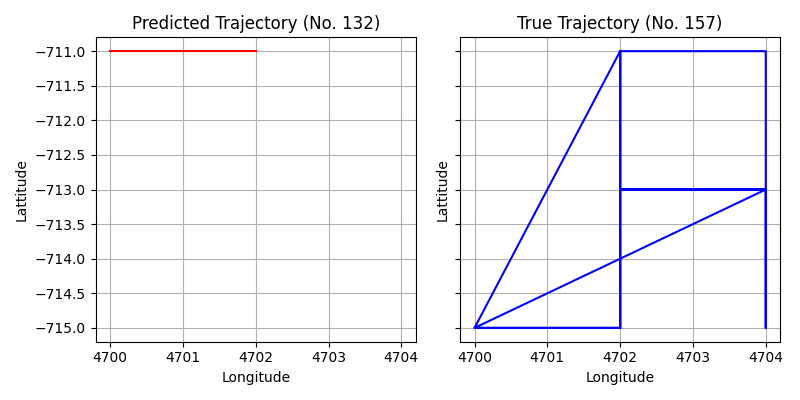 Predicted Trajectory (No. 132)
True Trajectory (No. 157)
−711.0
−711.5
−712.0
−712.5
−713.0
−713.5
−714.0
−714.5
−715.0
Lattitude
Lattitude
4700 4701 4702 4703 4704
4700 4701 4702 4703 4704
Longitude
Longitude